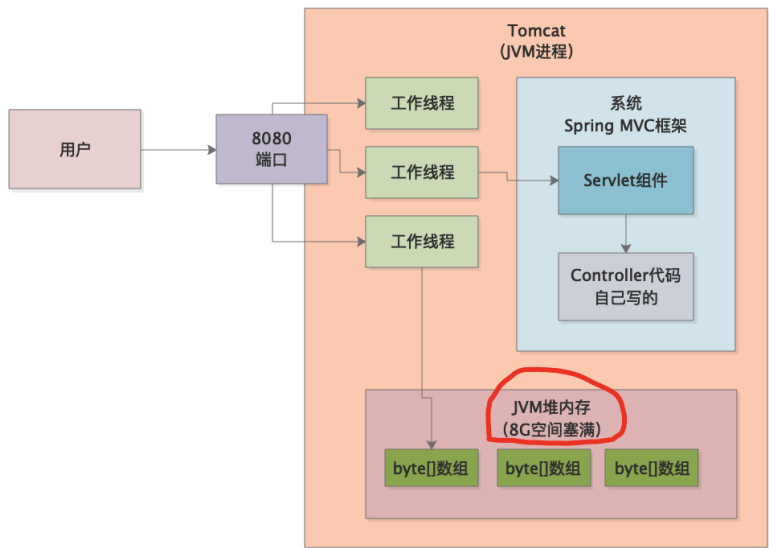 Tomcat
（JVM进程）
用户
8080
端口
工作线程
工作线程
工作线程
系统
Spring MVC框架
Servlet组件
Controller代码
自己写的
JVM堆内存
（8G空间塞满）
byte[]数组
byte[]数组
byte[]数组